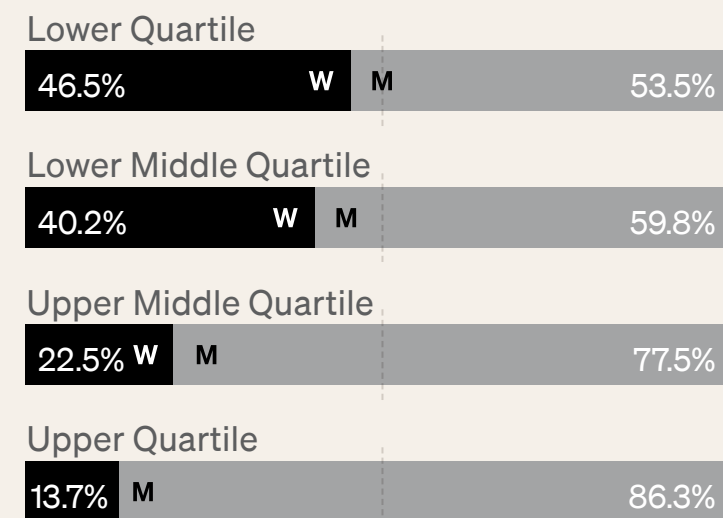 Lower Quartile
46.5% W M 53.5%
Lower Middle Quartile
40.2% W M 59.8%
Upper Middle Quartile
22.5% W M 77.5%
Upper Quartile
13.7% M 86.3%